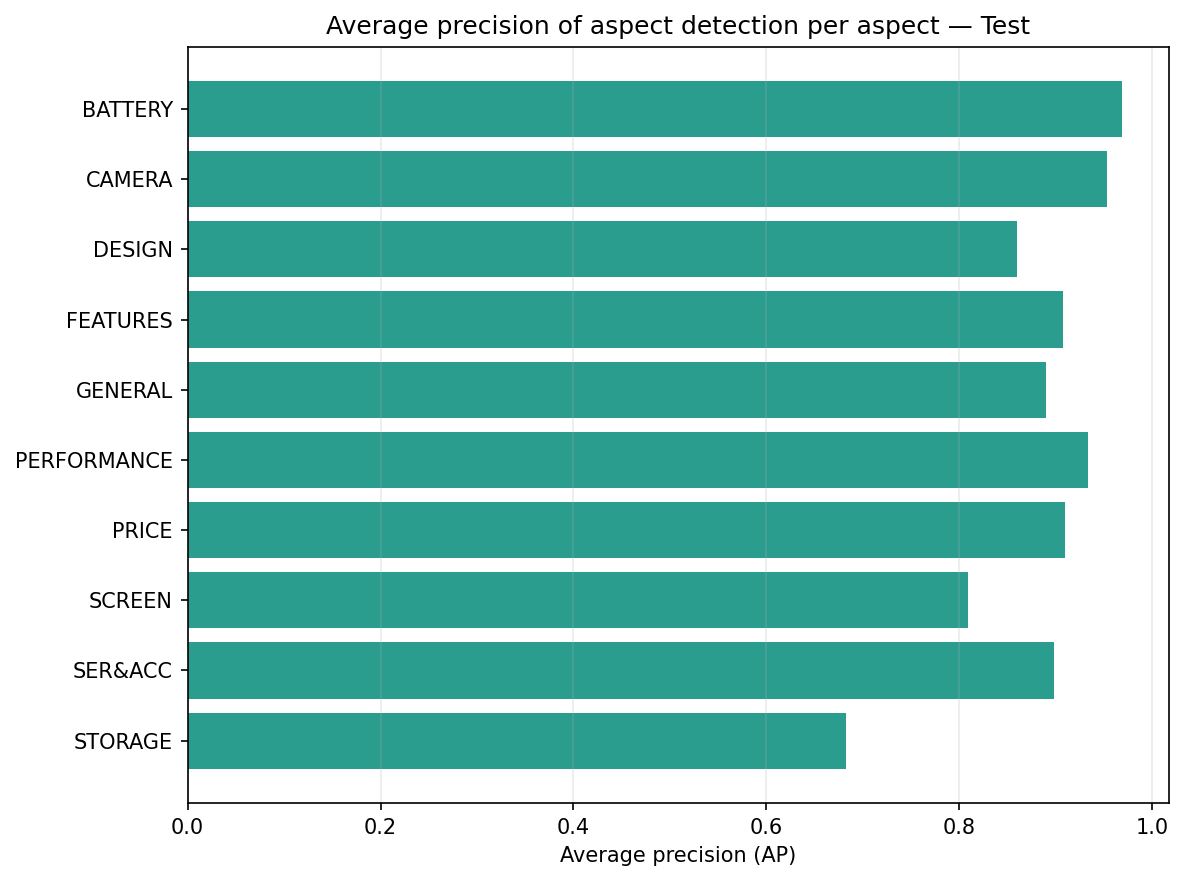 Average precision of aspect detection per aspect — Test
BATTERY
CAMERA
DESIGN
FEATURES
GENERAL
PERFORMANCE
PRICE
SCREEN
SER&ACC
STORAGE
0.0 0.2 0.4 0.6 0.8 1.0
Average precision (AP)